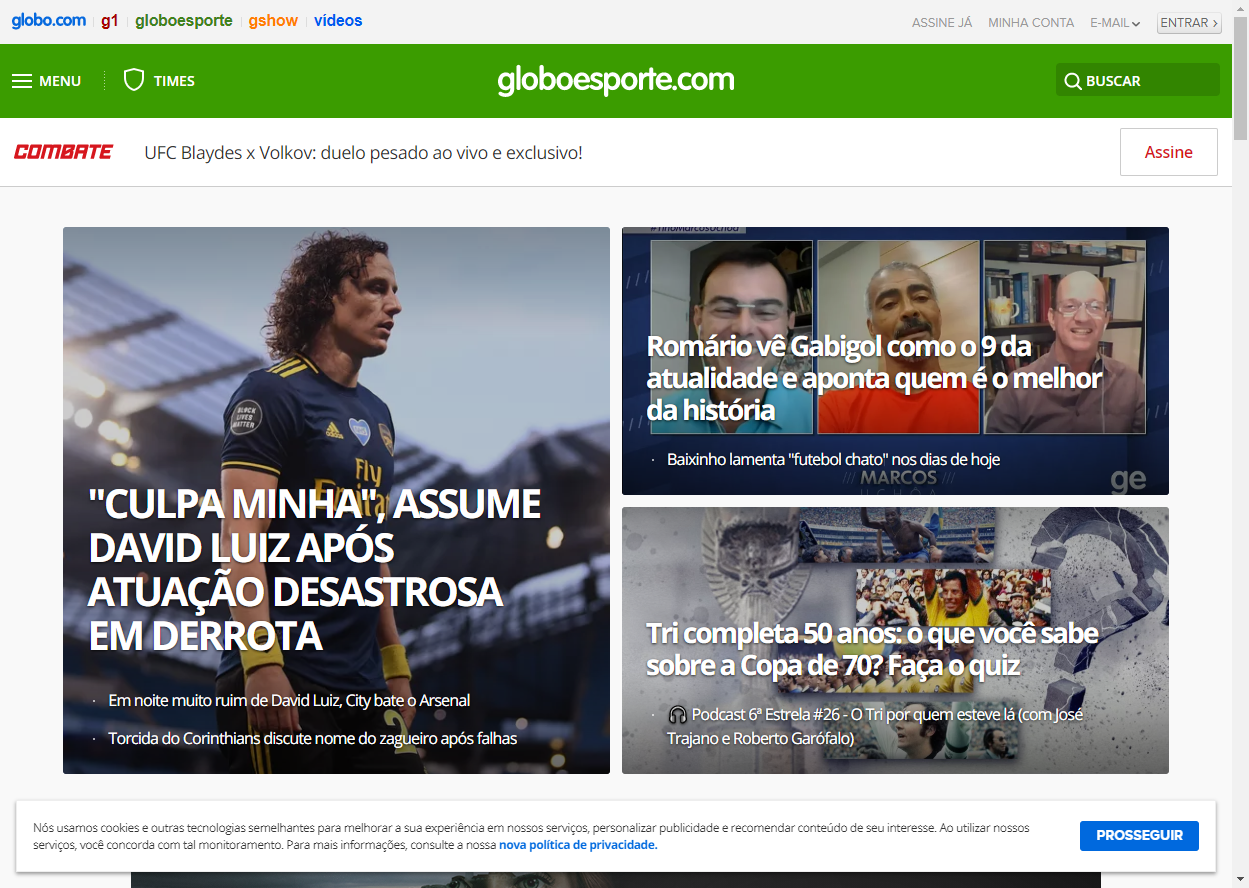 globo.com g1 globoesporte gshow vídeos ASSINE JÁ MINHA CONTA E-MAIL ENTRAR ›
MENU TIMES globoesporte.com BUSCAR
COMBATE UFC Blaydes x Volkov: duelo pesado ao vivo e exclusivo! Assine
BLACK
LIVES
MATTER
Fly
"CULPA MINHA", ASSUME
DAVID LUIZ APÓS
ATUAÇÃO DESASTROSA
EM DERROTA
· Em noite muito ruim de David Luiz, City bate o Arsenal
· Torcida do Corinthians discute nome do zagueiro após falhas
Romário vê Gabigol como o 9 da
atualidade e aponta quem é o melhor
da história
· Baixinho lamenta "futebol chato" nos dias de hoje
/// MARCOS ///
UCHÔA
ge
Tri completa 50 anos: o que você sabe
sobre a Copa de 70? Faça o quiz
· 🎧 Podcast 6ª Estrela #26 - O Tri por quem esteve lá (com José
Trajano e Roberto Garófalo)
Nós usamos cookies e outras tecnologias semelhantes para melhorar a sua experiência em nossos serviços, personalizar publicidade e recomendar conteúdo de seu interesse. Ao utilizar nossos
serviços, você concorda com tal monitoramento. Para mais informações, consulte a nossa nova política de privacidade.
PROSSEGUIR